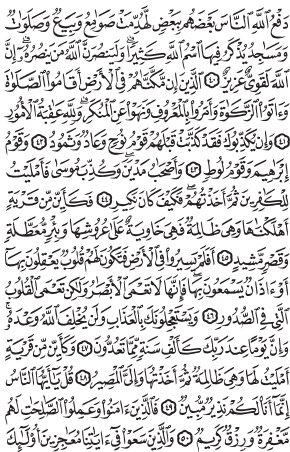 دَفْعُ ٱللَّهِ ٱلنَّاسَ بَعْضَهُم بِبَعْضٍ لَّهُدِّمَتْ صَوَٰمِعُ وَبِيَعٌ وَصَلَوَٰتٌ
وَمَسَٰجِدُ يُذْكَرُ فِيهَا ٱسْمُ ٱللَّهِ كَثِيرًا ۗ وَلَيَنصُرَنَّ ٱللَّهُ مَن يَنصُرُهُۥٓ ۗ إِنَّ
ٱللَّهَ لَقَوِىٌّ عَزِيزٌ ٤٠ ٱلَّذِينَ إِن مَّكَّنَّٰهُمْ فِى ٱلْأَرْضِ أَقَامُوا۟ ٱلصَّلَوٰةَ
وَءَاتَوُا۟ ٱلزَّكَوٰةَ وَأَمَرُوا۟ بِٱلْمَعْرُوفِ وَنَهَوْا۟ عَنِ ٱلْمُنكَرِ ۗ وَلِلَّهِ عَٰقِبَةُ ٱلْأُمُورِ
٤١ وَإِن يُكَذِّبُوكَ فَقَدْ كَذَّبَتْ قَبْلَهُمْ قَوْمُ نُوحٍ وَعَادٌ وَثَمُودُ ٤٢ وَقَوْمُ
إِبْرَٰهِيمَ وَقَوْمُ لُوطٍ ٤٣ وَأَصْحَٰبُ مَدْيَنَ ۖ وَكُذِّبَ مُوسَىٰ فَأَمْلَيْتُ
لِلْكَٰفِرِينَ ثُمَّ أَخَذْتُهُمْ ۖ فَكَيْفَ كَانَ نَكِيرِ ٤٤ فَكَأَيِّن مِّن قَرْيَةٍ
أَهْلَكْنَٰهَا وَهِىَ ظَالِمَةٌ فَهِىَ خَاوِيَةٌ عَلَىٰ عُرُوشِهَا وَبِئْرٍ مُّعَطَّلَةٍ
وَقَصْرٍ مَّشِيدٍ ٤٥ أَفَلَمْ يَسِيرُوا۟ فِى ٱلْأَرْضِ فَتَكُونَ لَهُمْ قُلُوبٌ يَعْقِلُونَ بِهَآ
أَوْ ءَاذَانٌ يَسْمَعُونَ بِهَا ۖ فَإِنَّهَا لَا تَعْمَى ٱلْأَبْصَٰرُ وَلَٰكِن تَعْمَى ٱلْقُلُوبُ
ٱلَّتِى فِى ٱلصُّدُورِ ٤٦ وَيَسْتَعْجِلُونَكَ بِٱلْعَذَابِ وَلَن يُخْلِفَ ٱللَّهُ وَعْدَهُۥ ۚ
وَإِنَّ يَوْمًا عِندَ رَبِّكَ كَأَلْفِ سَنَةٍ مِّمَّا تَعُدُّونَ ٤٧ وَكَأَيِّن مِّن قَرْيَةٍ
أَمْلَيْتُ لَهَا وَهِىَ ظَالِمَةٌ ثُمَّ أَخَذْتُهَا وَإِلَىَّ ٱلْمَصِيرُ ٤٨ قُلْ يَٰٓأَيُّهَا ٱلنَّاسُ
إِنَّمَآ أَنَا۠ لَكُمْ نَذِيرٌ مُّبِينٌ ٤٩ فَٱلَّذِينَ ءَامَنُوا۟ وَعَمِلُوا۟ ٱلصَّٰلِحَٰتِ لَهُم
مَّغْفِرَةٌ وَرِزْقٌ كَرِيمٌ ٥٠ وَٱلَّذِينَ سَعَوْا۟ فِىٓ ءَايَٰتِنَا مُعَٰجِزِينَ أُو۟لَٰٓئِكَ